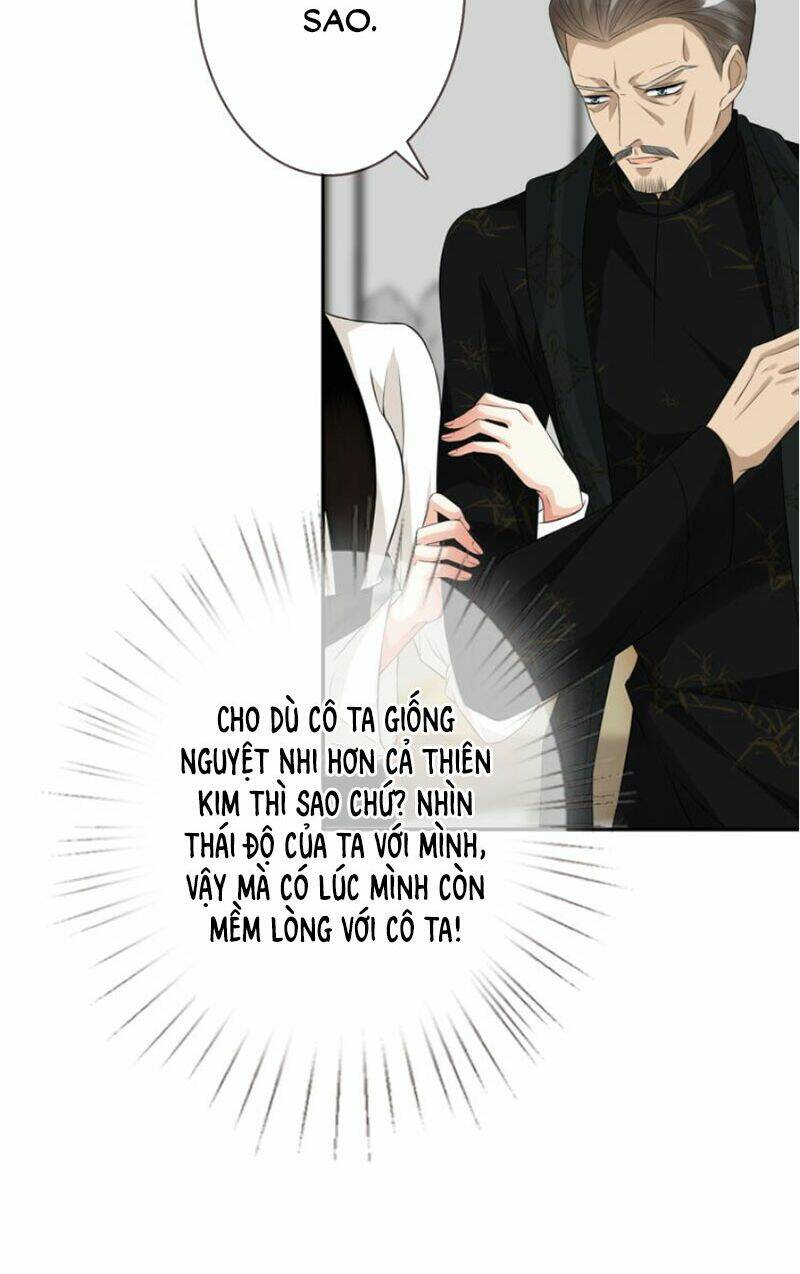 SAO.
CHO DÙ CÔ TA GIỐNG
NGUYỆT NHI HƠN CẢ THIÊN
KIM THÌ SAO CHỨ? NHÌN
THÁI ĐỘ CỦA TA VỚI MÌNH,
VẬY MÀ CÓ LÚC MÌNH CÒN
MỀM LÒNG VỚI CÔ TA!